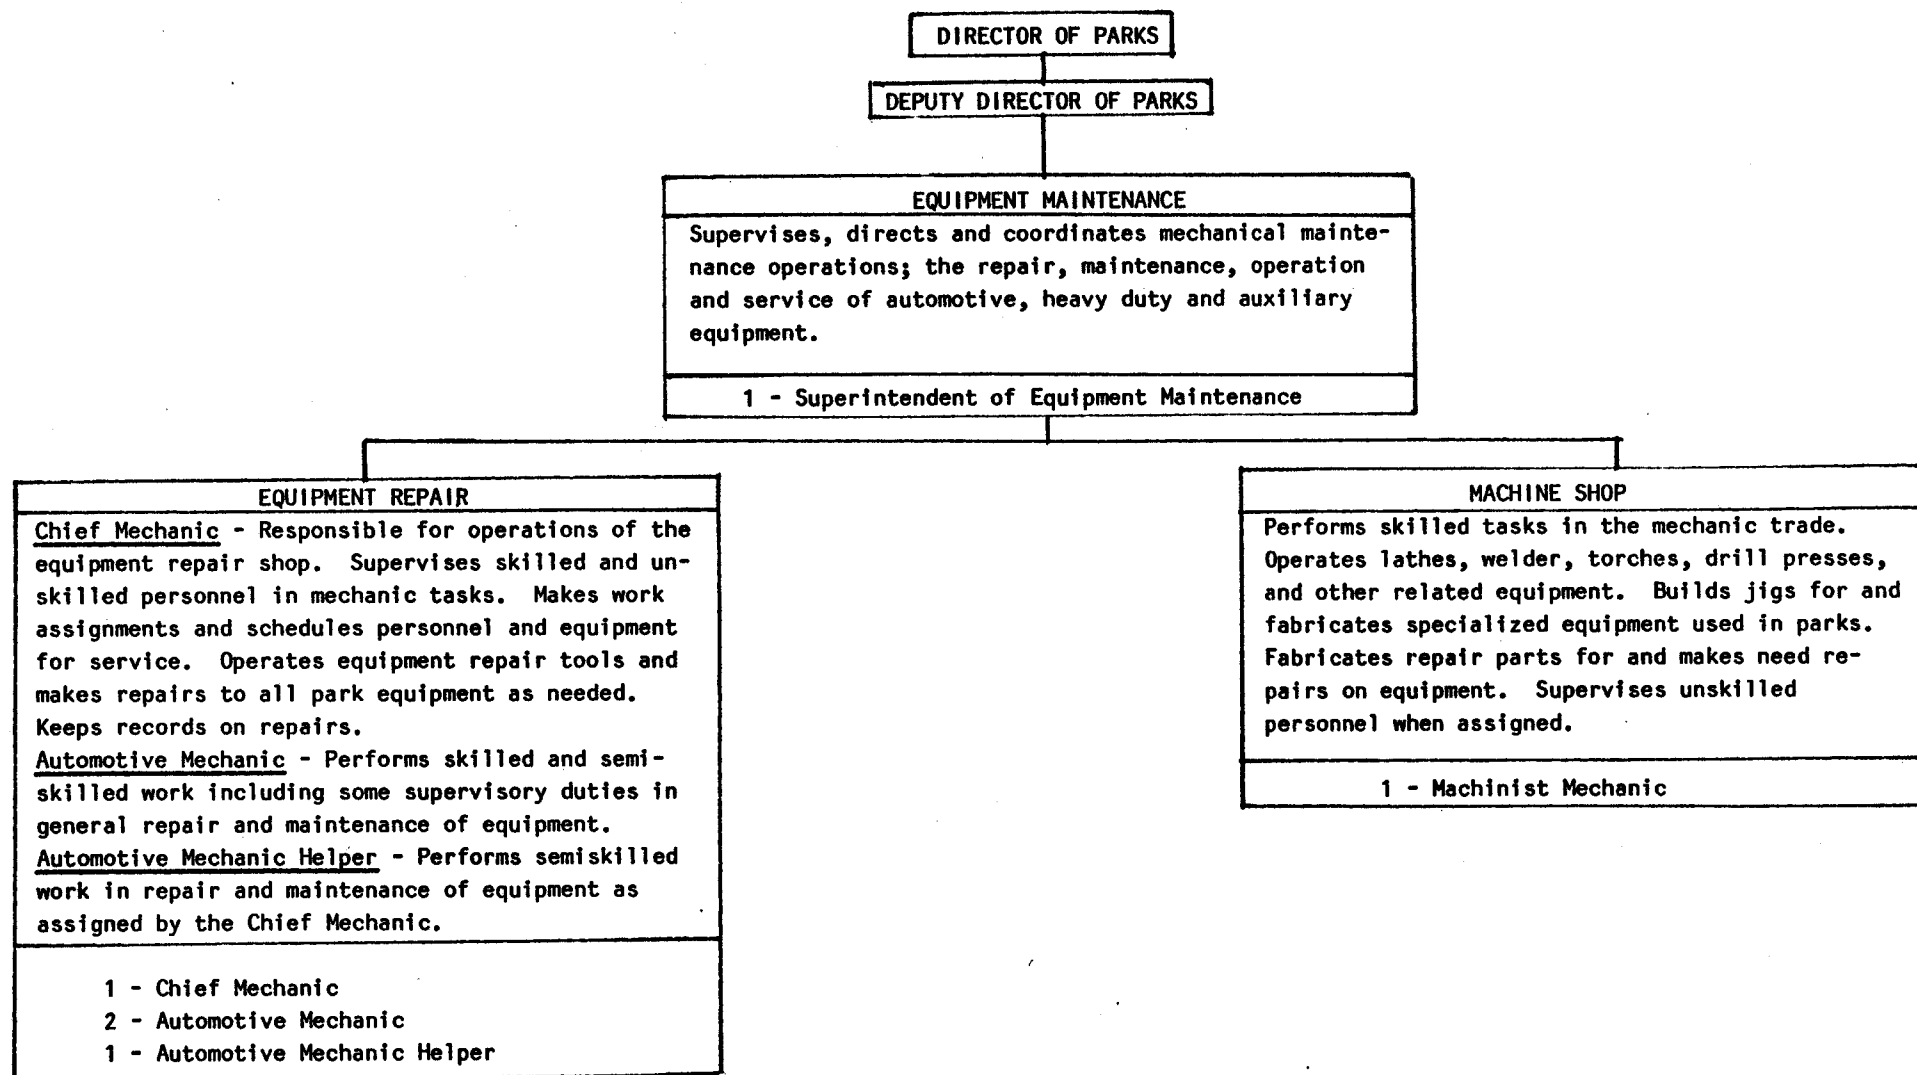 DIRECTOR OF PARKS
DEPUTY DIRECTOR OF PARKS
EQUIPMENT MAINTENANCE
Supervises, directs and coordinates mechanical mainte-
nance operations; the repair, maintenance, operation
and service of automotive, heavy duty and auxiliary
equipment.
1 - Superintendent of Equipment Maintenance
EQUIPMENT REPAIR
Chief Mechanic - Responsible for operations of the
equipment repair shop. Supervises skilled and un-
skilled personnel in mechanic tasks. Makes work
assignments and schedules personnel and equipment
for service. Operates equipment repair tools and
makes repairs to all park equipment as needed.
Keeps records on repairs.
Automotive Mechanic - Performs skilled and semi-
skilled work including some supervisory duties in
general repair and maintenance of equipment.
Automotive Mechanic Helper - Performs semiskilled
work in repair and maintenance of equipment as
assigned by the Chief Mechanic.
1 - Chief Mechanic
2 - Automotive Mechanic
1 - Automotive Mechanic Helper
MACHINE SHOP
Performs skilled tasks in the mechanic trade.
Operates lathes, welder, torches, drill presses,
and other related equipment. Builds jigs for and
fabricates specialized equipment used in parks.
Fabricates repair parts for and makes need re-
pairs on equipment. Supervises unskilled
personnel when assigned.
1 - Machinist Mechanic